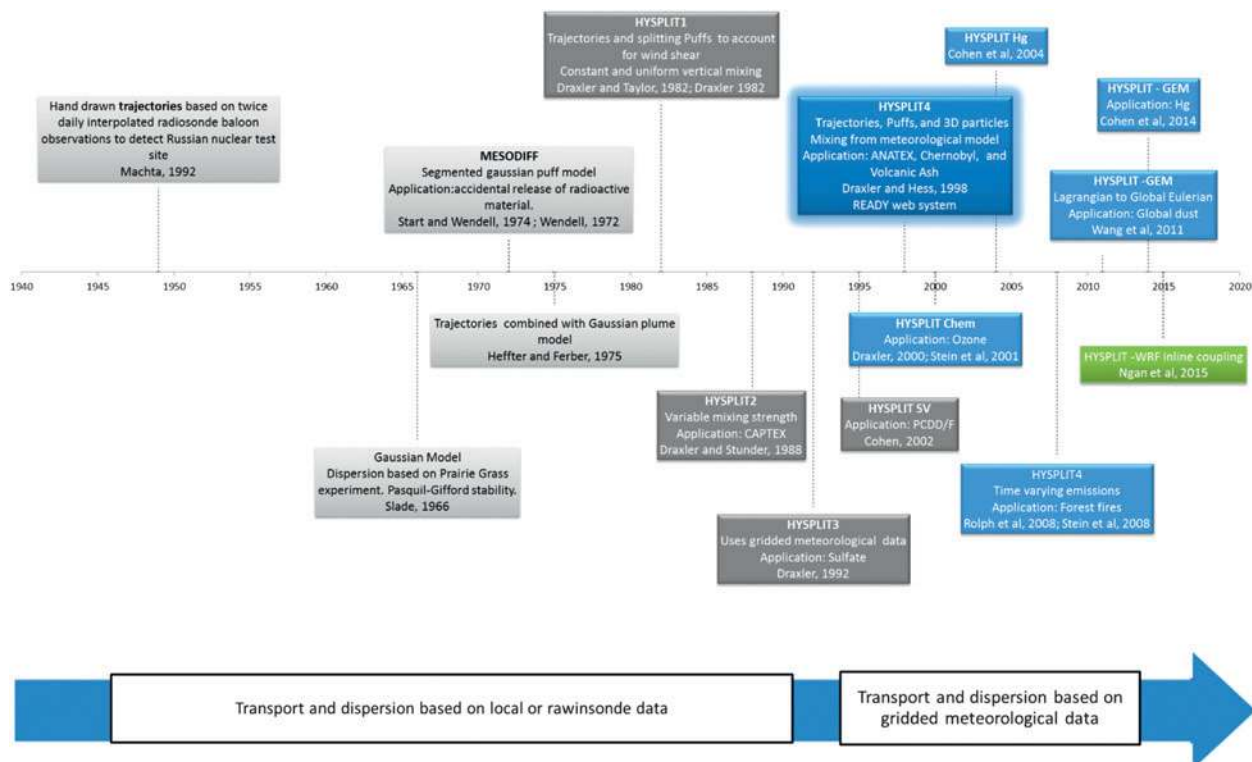 Hand drawn trajectories based on twice
daily interpolated radiosonde baloon
observations to detect Russian nuclear test
site
Machta, 1992
MESODIFF
Segmented gaussian puff model
Application:accidental release of radioactive
material.
Start and Wendell, 1974 ; Wendell, 1972
HYSPLIT1
Trajectories and splitting Puffs to account
for wind shear
Constant and uniform vertical mixing
Draxler and Taylor, 1982; Draxler 1982
HYSPLIT4
Trajectories, Puffs, and 3D particles
Mixing from meteorological model
Application: ANATEX, Chernobyl, and
Volcanic Ash
Draxler and Hess, 1998
READY web system
HYSPLIT Hg
Cohen et al, 2004
HYSPLIT - GEM
Application: Hg
Cohen et al, 2014
HYSPLIT -GEM
Lagrangian to Global Eulerian
Application: Global dust
Wang et al, 2011
1940 1945 1950 1955 1960 1965 1970 1975 1980 1985 1990 1995 2000 2005 2010 2015 2020
Gaussian Model
Dispersion based on Prairie Grass
experiment. Pasquil-Gifford stability.
Slade, 1966
Trajectories combined with Gaussian plume
model
Heffter and Ferber, 1975
HYSPLIT2
Variable mixing strength
Application: CAPTEX
Draxler and Stunder, 1988
HYSPLIT3
Uses gridded meteorological data
Application: Sulfate
Draxler, 1992
HYSPLIT Chem
Application: Ozone
Draxler, 2000; Stein et al, 2001
HYSPLIT SV
Application: PCDD/F
Cohen, 2002
HYSPLIT4
Time varying emissions
Application: Forest fires
Rolph et al, 2008; Stein et al, 2008
HYSPLIT -WRF inline coupling
Ngan et al, 2015
Transport and dispersion based on local or rawinsonde data
Transport and dispersion based on
gridded meteorological data